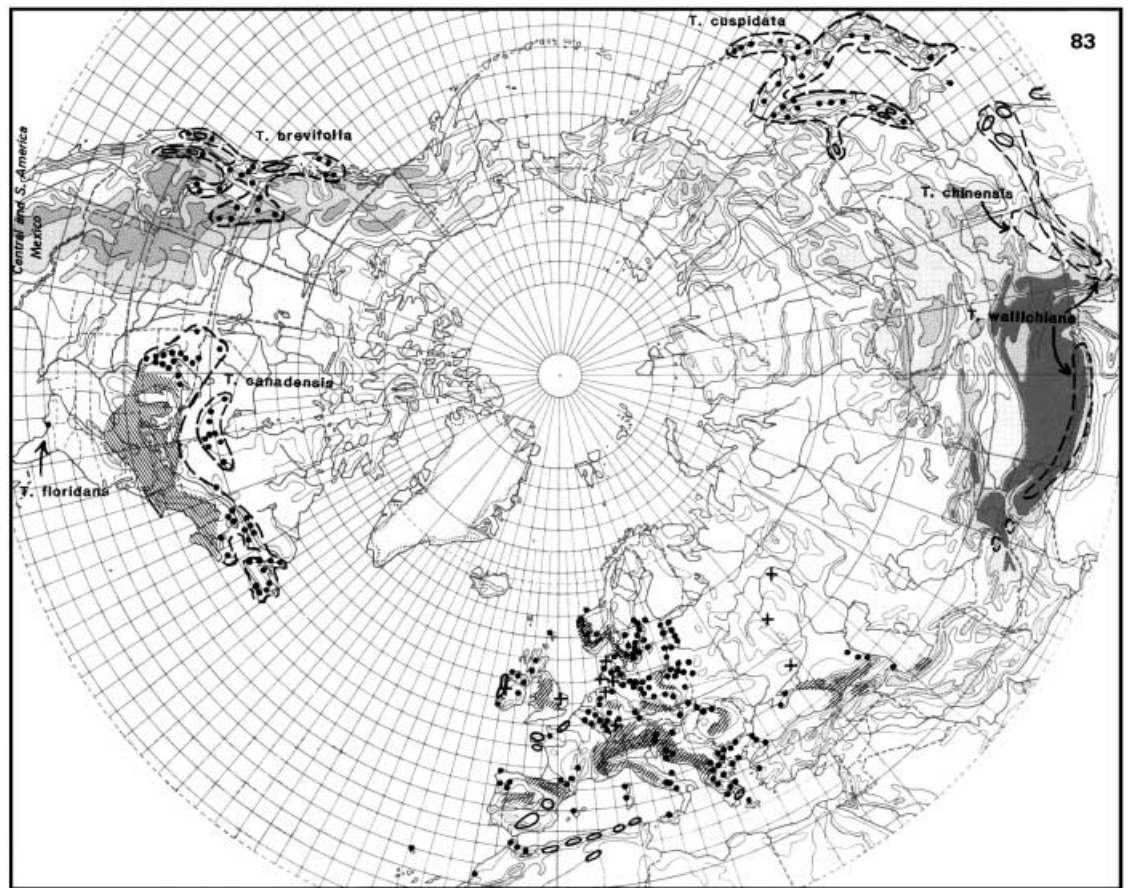 T. cuspidata
83
T. brevifolia
Central and S. America
Mexico
T. chinensis
T. wallichiana
T. canadensis
T. floridana